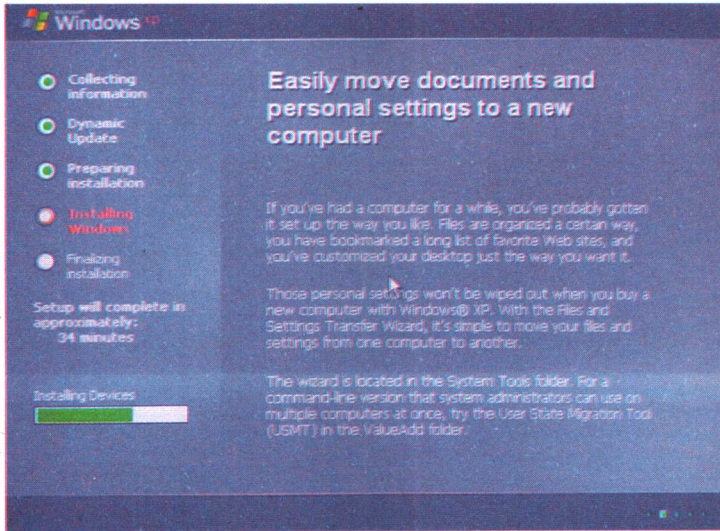 Microsoft
Windows xp
Collecting
information
Dynamic
Update
Preparing
installation
Installing
Windows
Finalizing
installation
Setup will complete in
approximately:
34 minutes
Installing Devices
Easily move documents and
personal settings to a new
computer
If you've had a computer for a while, you've probably gotten
it set up the way you like. Files are organized a certain way,
you have bookmarked a long list of favorite Web sites, and
you've customized your desktop just the way you want it.
Those personal settings won't be wiped out when you buy a
new computer with Windows® XP. With the Files and
Settings Transfer Wizard, it's simple to move your files and
settings from one computer to another.
The wizard is located in the System Tools folder. For a
command-line version that system administrators can use on
multiple computers at once, try the User State Migration Tool
(USMT) in the ValueAdd folder.